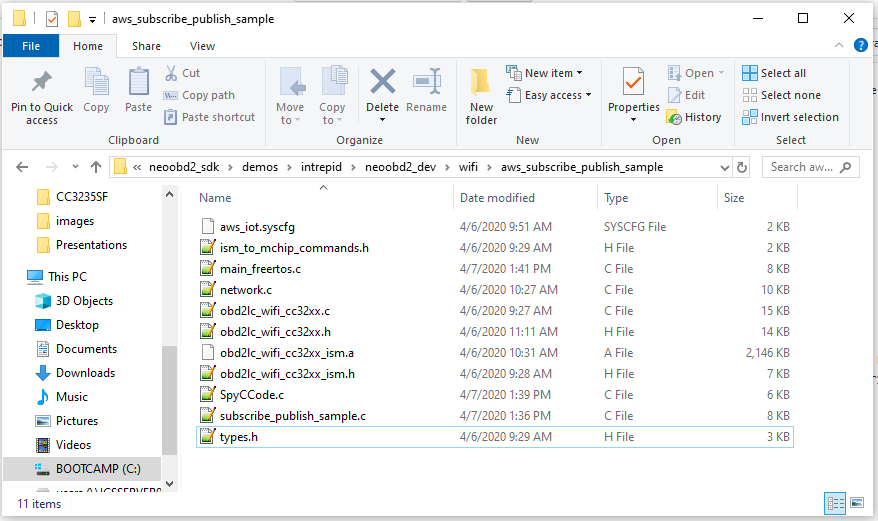 aws_subscribe_publish_sample
File Home Share View
Pin to Quick access
Copy
Paste
Cut
Copy path
Paste shortcut
Clipboard
Move to
Copy to
Delete
Rename
Organize
New folder
New item
Easy access
New
Properties
Open
Edit
History
Open
Select all
Select none
Invert selection
Select
« neoobd2_sdk > demos > intrepid > neoobd2_dev > wifi > aws_subscribe_publish_sample
Search aw...
CC3235SF
images
Presentations
This PC
3D Objects
Desktop
Documents
Downloads
Music
Pictures
Videos
BOOTCAMP (C:)
Name Date modified Type Size
aws_iot.syscfg 4/6/2020 9:51 AM SYSCFG File 2 KB
ism_to_mchip_commands.h 4/6/2020 9:29 AM H File 2 KB
main_freertos.c 4/7/2020 1:41 PM C File 8 KB
network.c 4/6/2020 10:27 AM C File 10 KB
obd2lc_wifi_cc32xx.c 4/6/2020 9:27 AM C File 15 KB
obd2lc_wifi_cc32xx.h 4/6/2020 11:11 AM H File 14 KB
obd2lc_wifi_cc32xx_ism.a 4/6/2020 10:31 AM A File 2,146 KB
obd2lc_wifi_cc32xx_ism.h 4/6/2020 9:28 AM H File 7 KB
SpyCCode.c 4/7/2020 1:39 PM C File 6 KB
subscribe_publish_sample.c 4/7/2020 1:36 PM C File 8 KB
types.h 4/6/2020 9:29 AM H File 3 KB
11 items